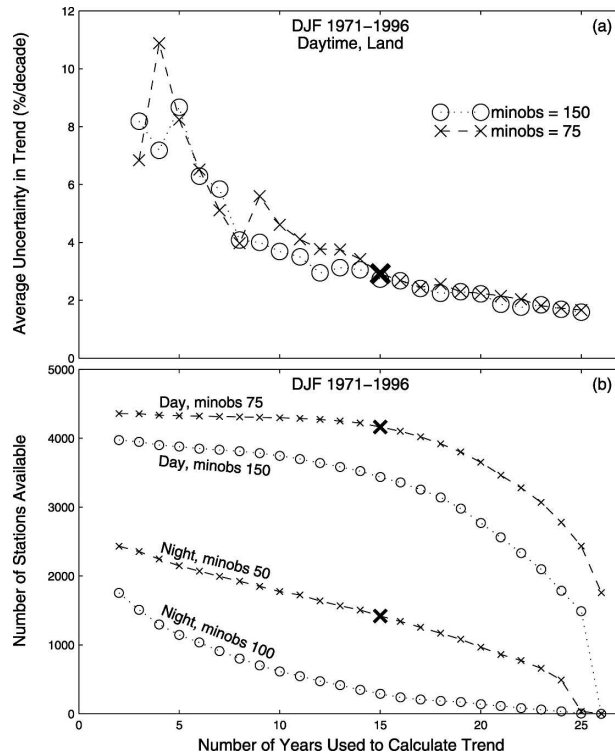 DJF 1971−1996
(a)
Daytime, Land
12
10
8
6
4
2
0
Average Uncertainty in Trend (%/decade)
minobs = 150
minobs = 75
DJF 1971−1996
(b)
5000
4000
3000
2000
1000
0
Number of Stations Available
Day, minobs 75
Day, minobs 150
Night, minobs 50
Night, minobs 100
0
5
10
15
20
25
Number of Years Used to Calculate Trend